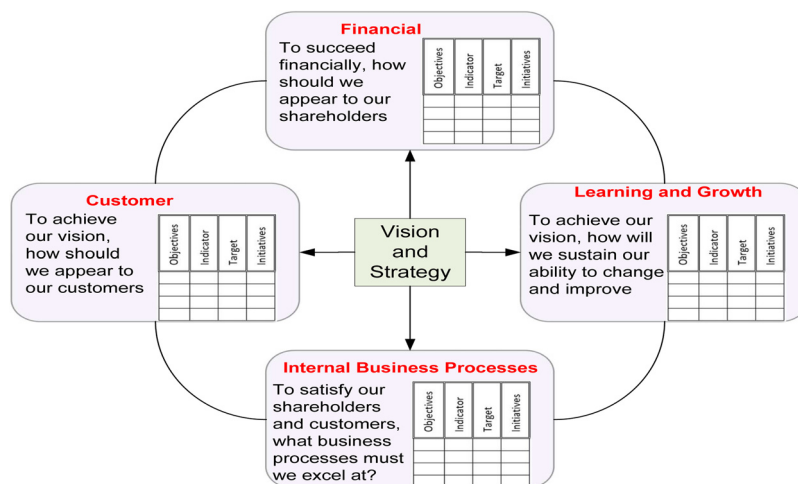 Financial
To succeed
financially, how
should we
appear to our
shareholders
Objectives
Indicator
Target
Initiatives
Customer
To achieve
our vision,
how should
we appear to
our customers
Objectives
Indicator
Target
Initiatives
Vision
and
Strategy
Learning and Growth
To achieve our
vision, how will
we sustain our
ability to change
and improve
Objectives
Indicator
Target
Initiatives
Internal Business Processes
To satisfy our
shareholders
and customers,
what business
processes must
we excel at?
Objectives
Indicator
Target
Initiatives